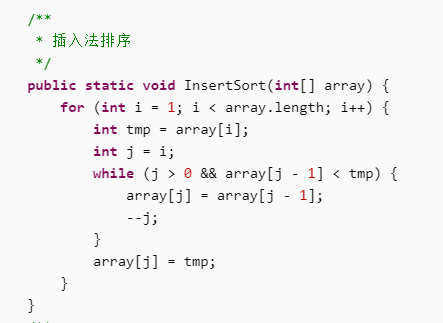 /**
 * 插入法排序
 */
public static void InsertSort(int[] array) {
    for (int i = 1; i < array.length; i++) {
        int tmp = array[i];
        int j = i;
        while (j > 0 && array[j - 1] < tmp) {
            array[j] = array[j - 1];
            --j;
        }
        array[j] = tmp;
    }
}